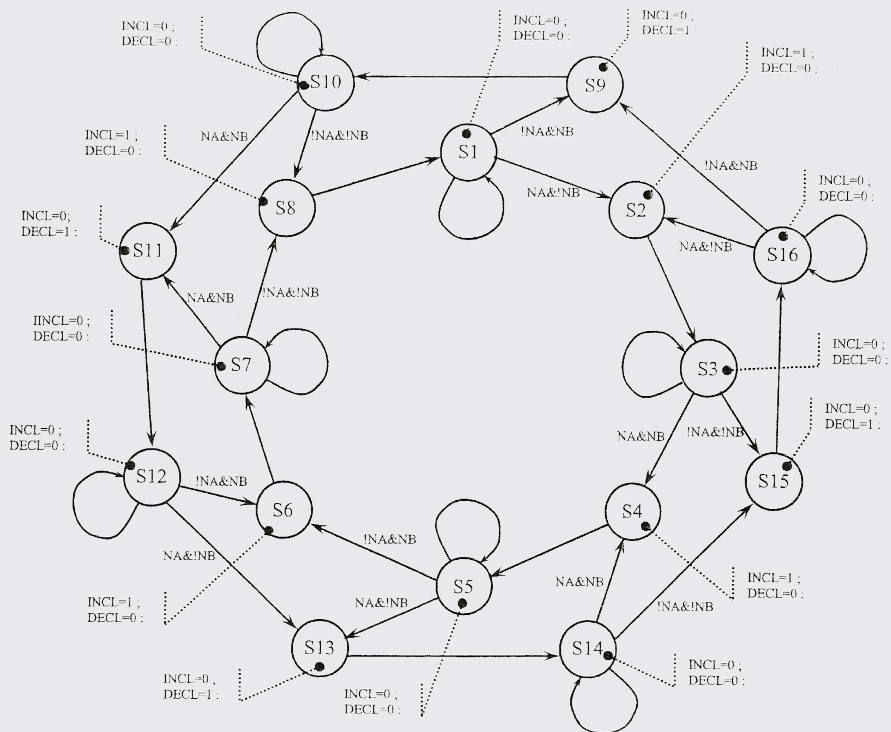 INCL=0 ;
DECL=0 :
INCL=0 ;
DECL=0 :
INCL=0 ;
DECL=1 :
INCL=1 ;
DECL=0 :
S10
S9
NA&NB
!NA&!NB
!NA&NB
INCL=1 ;
DECL=0 :
S1
!NA&NB
S8
NA&!NB
S2
INCL=0 ;
DECL=0 :
INCL=0;
DECL=1 :
S11
NA&!NB
S16
NA&NB
!NA&!NB
IINCL=0 ;
DECL=0 :
S7
S3
INCL=0 ;
DECL=0 :
INCL=0 ;
DECL=1 :
INCL=0 ;
DECL=0 :
NA&NB
!NA&!NB
S12
!NA&NB
S15
S6
S4
!NA&NB
NA&!NB
S5
NA&NB
INCL=1 ;
DECL=0 :
NA&!NB
!NA&!NB
INCL=1 ;
DECL=0 :
S13
S14
INCL=0 ;
DECL=0 :
INCL=0 ;
DECL=1 :
INCL=0 ;
DECL=0 :